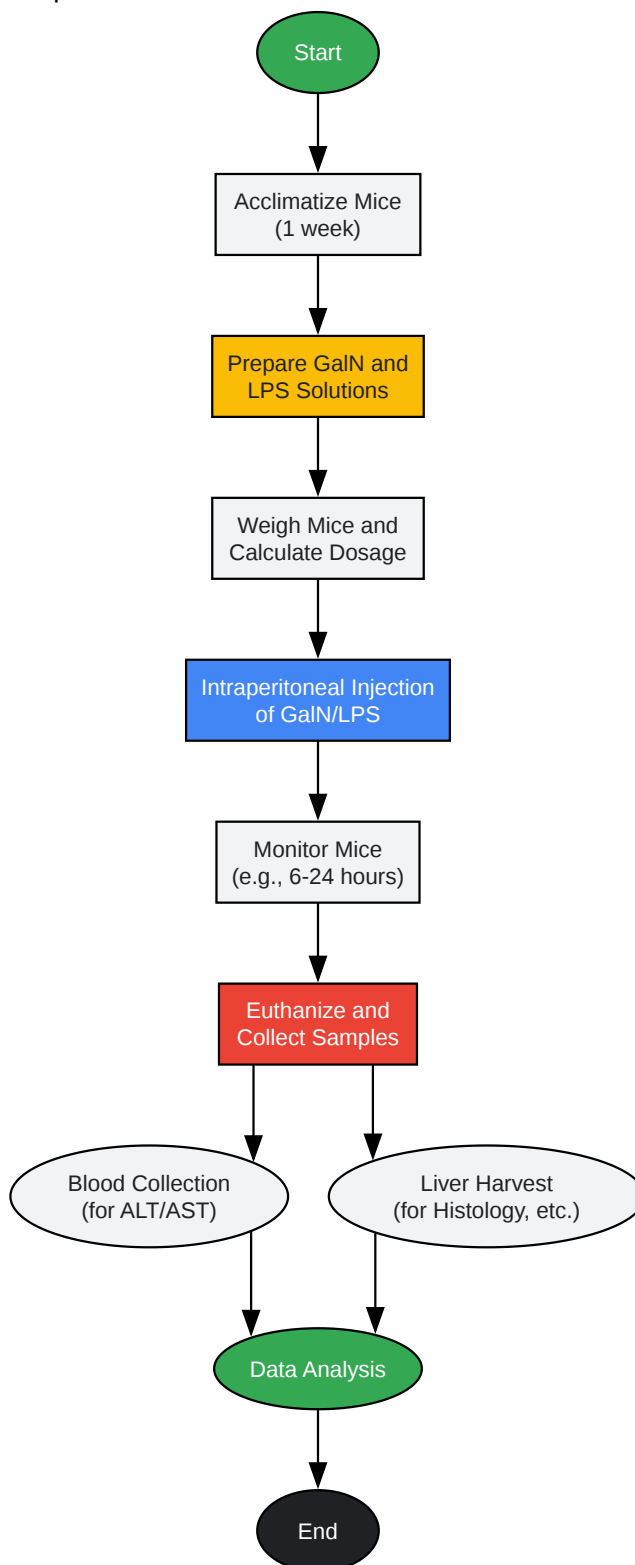 Start
Acclimatize Mice
(1 week)
Prepare GalN and
LPS Solutions
Weigh Mice and
Calculate Dosage
Intraperitoneal Injection
of GalN/LPS
Monitor Mice
(e.g., 6-24 hours)
Euthanize and
Collect Samples
Blood Collection
(for ALT/AST)
Liver Harvest
(for Histology, etc.)
Data Analysis
End